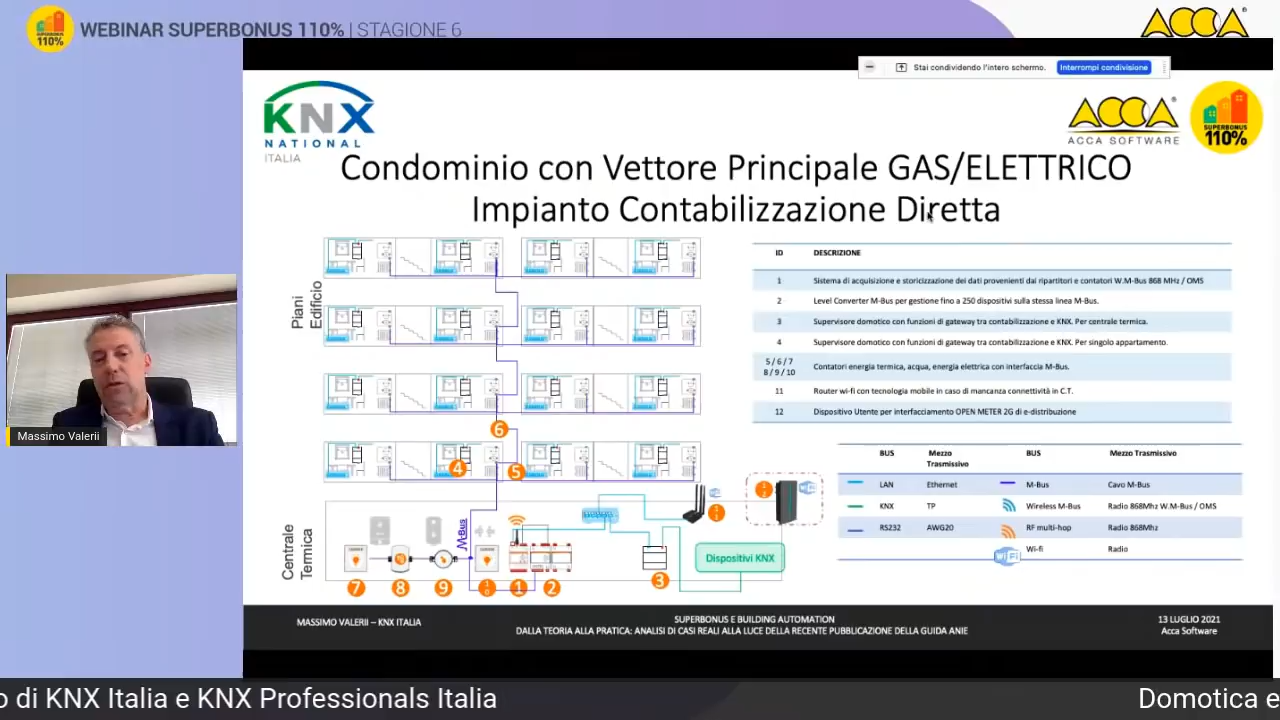 SUPERBONUS
110%
WEBINAR SUPERBONUS 110% | STAGIONE 6
ACCA
Stai condividendo l'intero schermo.
Interrompi condivisione
KNX
NATIONAL
ITALIA
ACCA
ACCA SOFTWARE
SUPERBONUS
110%
Condominio con Vettore Principale GAS/ELETTRICO
Impianto Contabilizzazione Diretta
Piani
Edificio
ID DESCRIZIONE
1 Sistema di acquisizione e storicizzazione dei dati provenienti dai ripartitori e contatori W.M-Bus 868 MHz / OMS
2 Level Converter M-Bus per gestione fino a 250 dispositivi sulla stessa linea M-Bus.
3 Supervisore domotico con funzioni di gateway tra contabilizzazione e KNX. Per centrale termica.
4 Supervisore domotico con funzioni di gateway tra contabilizzazione e KNX. Per singolo appartamento.
5 / 6 / 7
8 / 9 / 10
Contatori energia termica, acqua, energia elettrica con interfaccia M-Bus.
11 Router wi-fi con tecnologia mobile in caso di mancanza connettività in C.T.
12 Dispositivo Utente per interfacciamento OPEN METER 2G di e-distribuzione
6
4
5
BUS Mezzo Trasmissivo BUS Mezzo Trasmissivo
LAN Ethernet M-Bus Cavo M-Bus
KNX TP Wireless M-Bus Radio 868Mhz W.M-Bus / OMS
RS232 AWG20 RF multi-hop Radio 868Mhz
Wi-fi Radio
WiFi
Centrale
Termica
M-Bus
Dispositivi KNX
7 8 9 10 1 2 3
11
12
Massimo Valerii
MASSIMO VALERII – KNX ITALIA
SUPERBONUS E BUILDING AUTOMATION
DALLA TEORIA ALLA PRATICA: ANALISI DI CASI REALI ALLA LUCE DELLA RECENTE PUBBLICAZIONE DELLA GUIDA ANIE
13 LUGLIO 2021
Acca Software
o di KNX Italia e KNX Professionals Italia
Domotica e